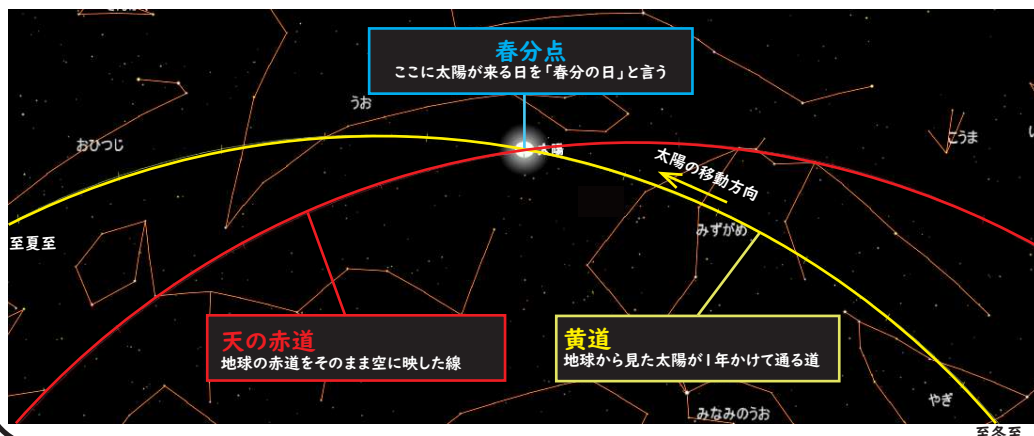 春分点
ここに太陽が来る日を「春分の日」と言う
うお
おひつじ
こうま
太陽
太陽の移動方向
みずがめ
至夏至
天の赤道
地球の赤道をそのまま空に映した線
黄道
地球から見た太陽が1年かけて通る道
やぎ
みなみのうお
至冬至